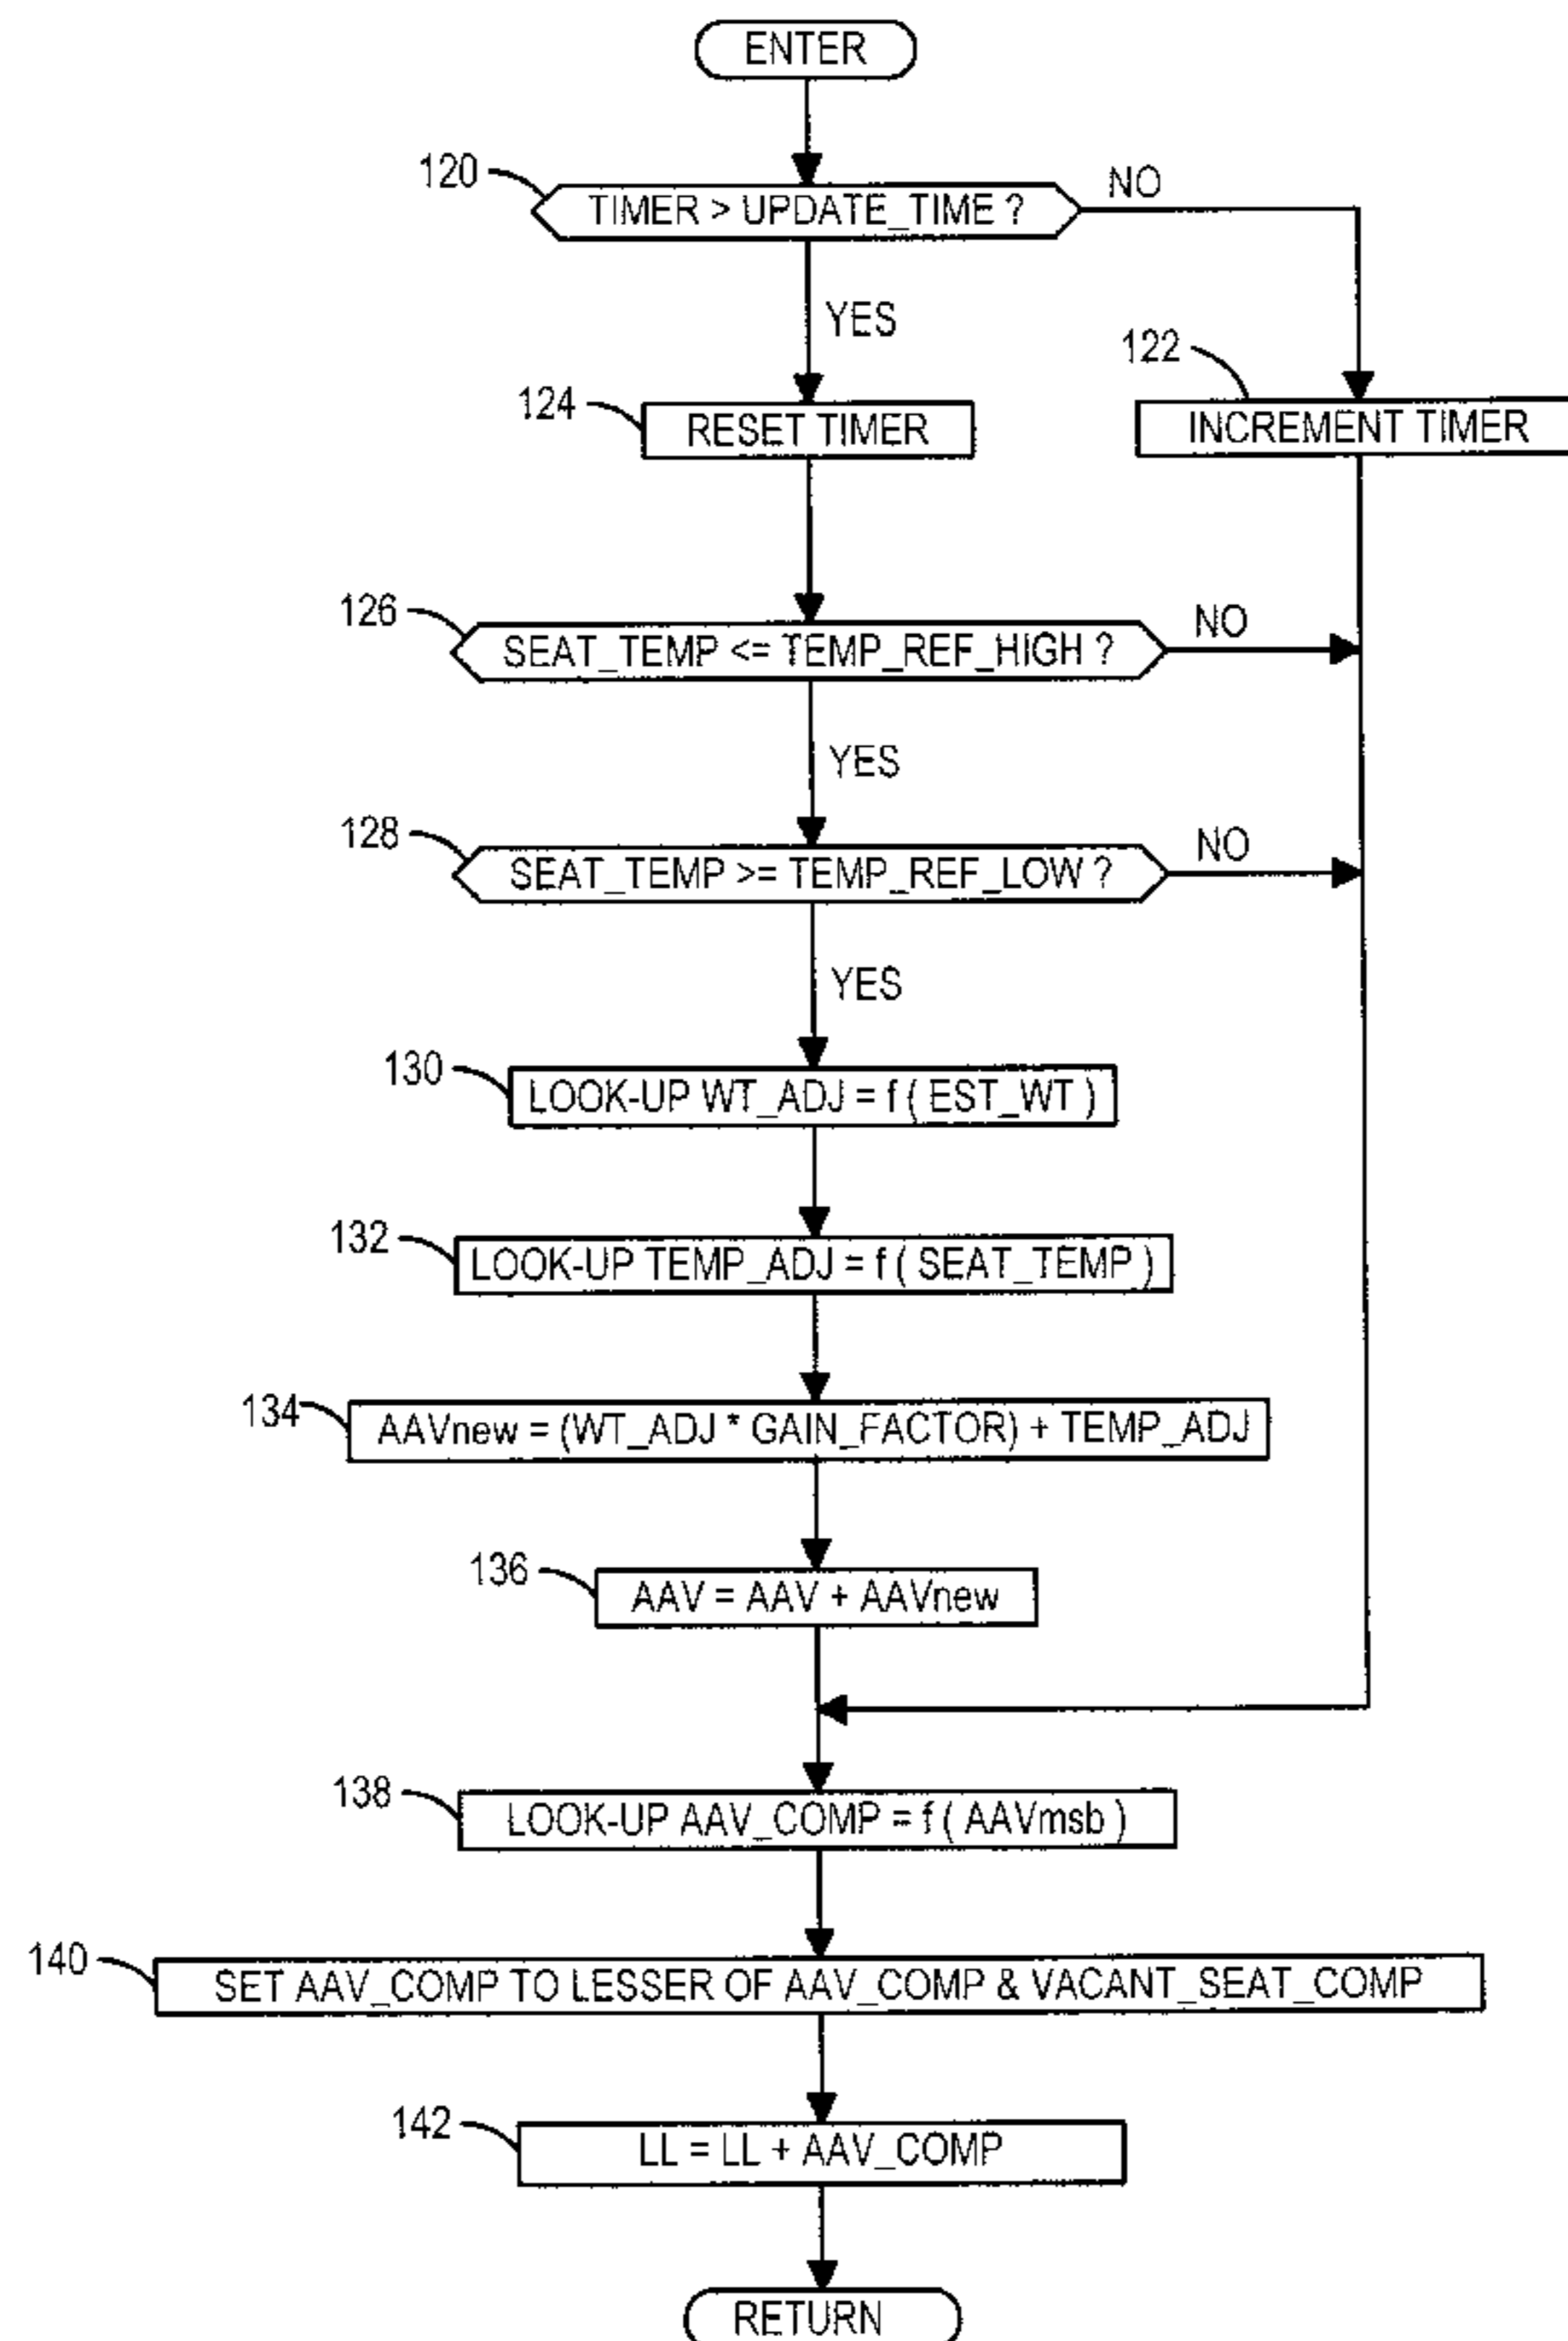 ENTER
120
TIMER > UPDATE_TIME ?
NO
YES
122
124
RESET TIMER
INCREMENT TIMER
126
SEAT_TEMP <= TEMP_REF_HIGH ?
NO
YES
128
SEAT_TEMP >= TEMP_REF_LOW ?
NO
YES
130
LOOK-UP WT_ADJ = f ( EST_WT )
132
LOOK-UP TEMP_ADJ = f ( SEAT_TEMP )
134
AAVnew = (WT_ADJ * GAIN_FACTOR) + TEMP_ADJ
136
AAV = AAV + AAVnew
138
LOOK-UP AAV_COMP = f ( AAVmsb )
140
SET AAV_COMP TO LESSER OF AAV_COMP & VACANT_SEAT_COMP
142
LL = LL + AAV_COMP
RETURN